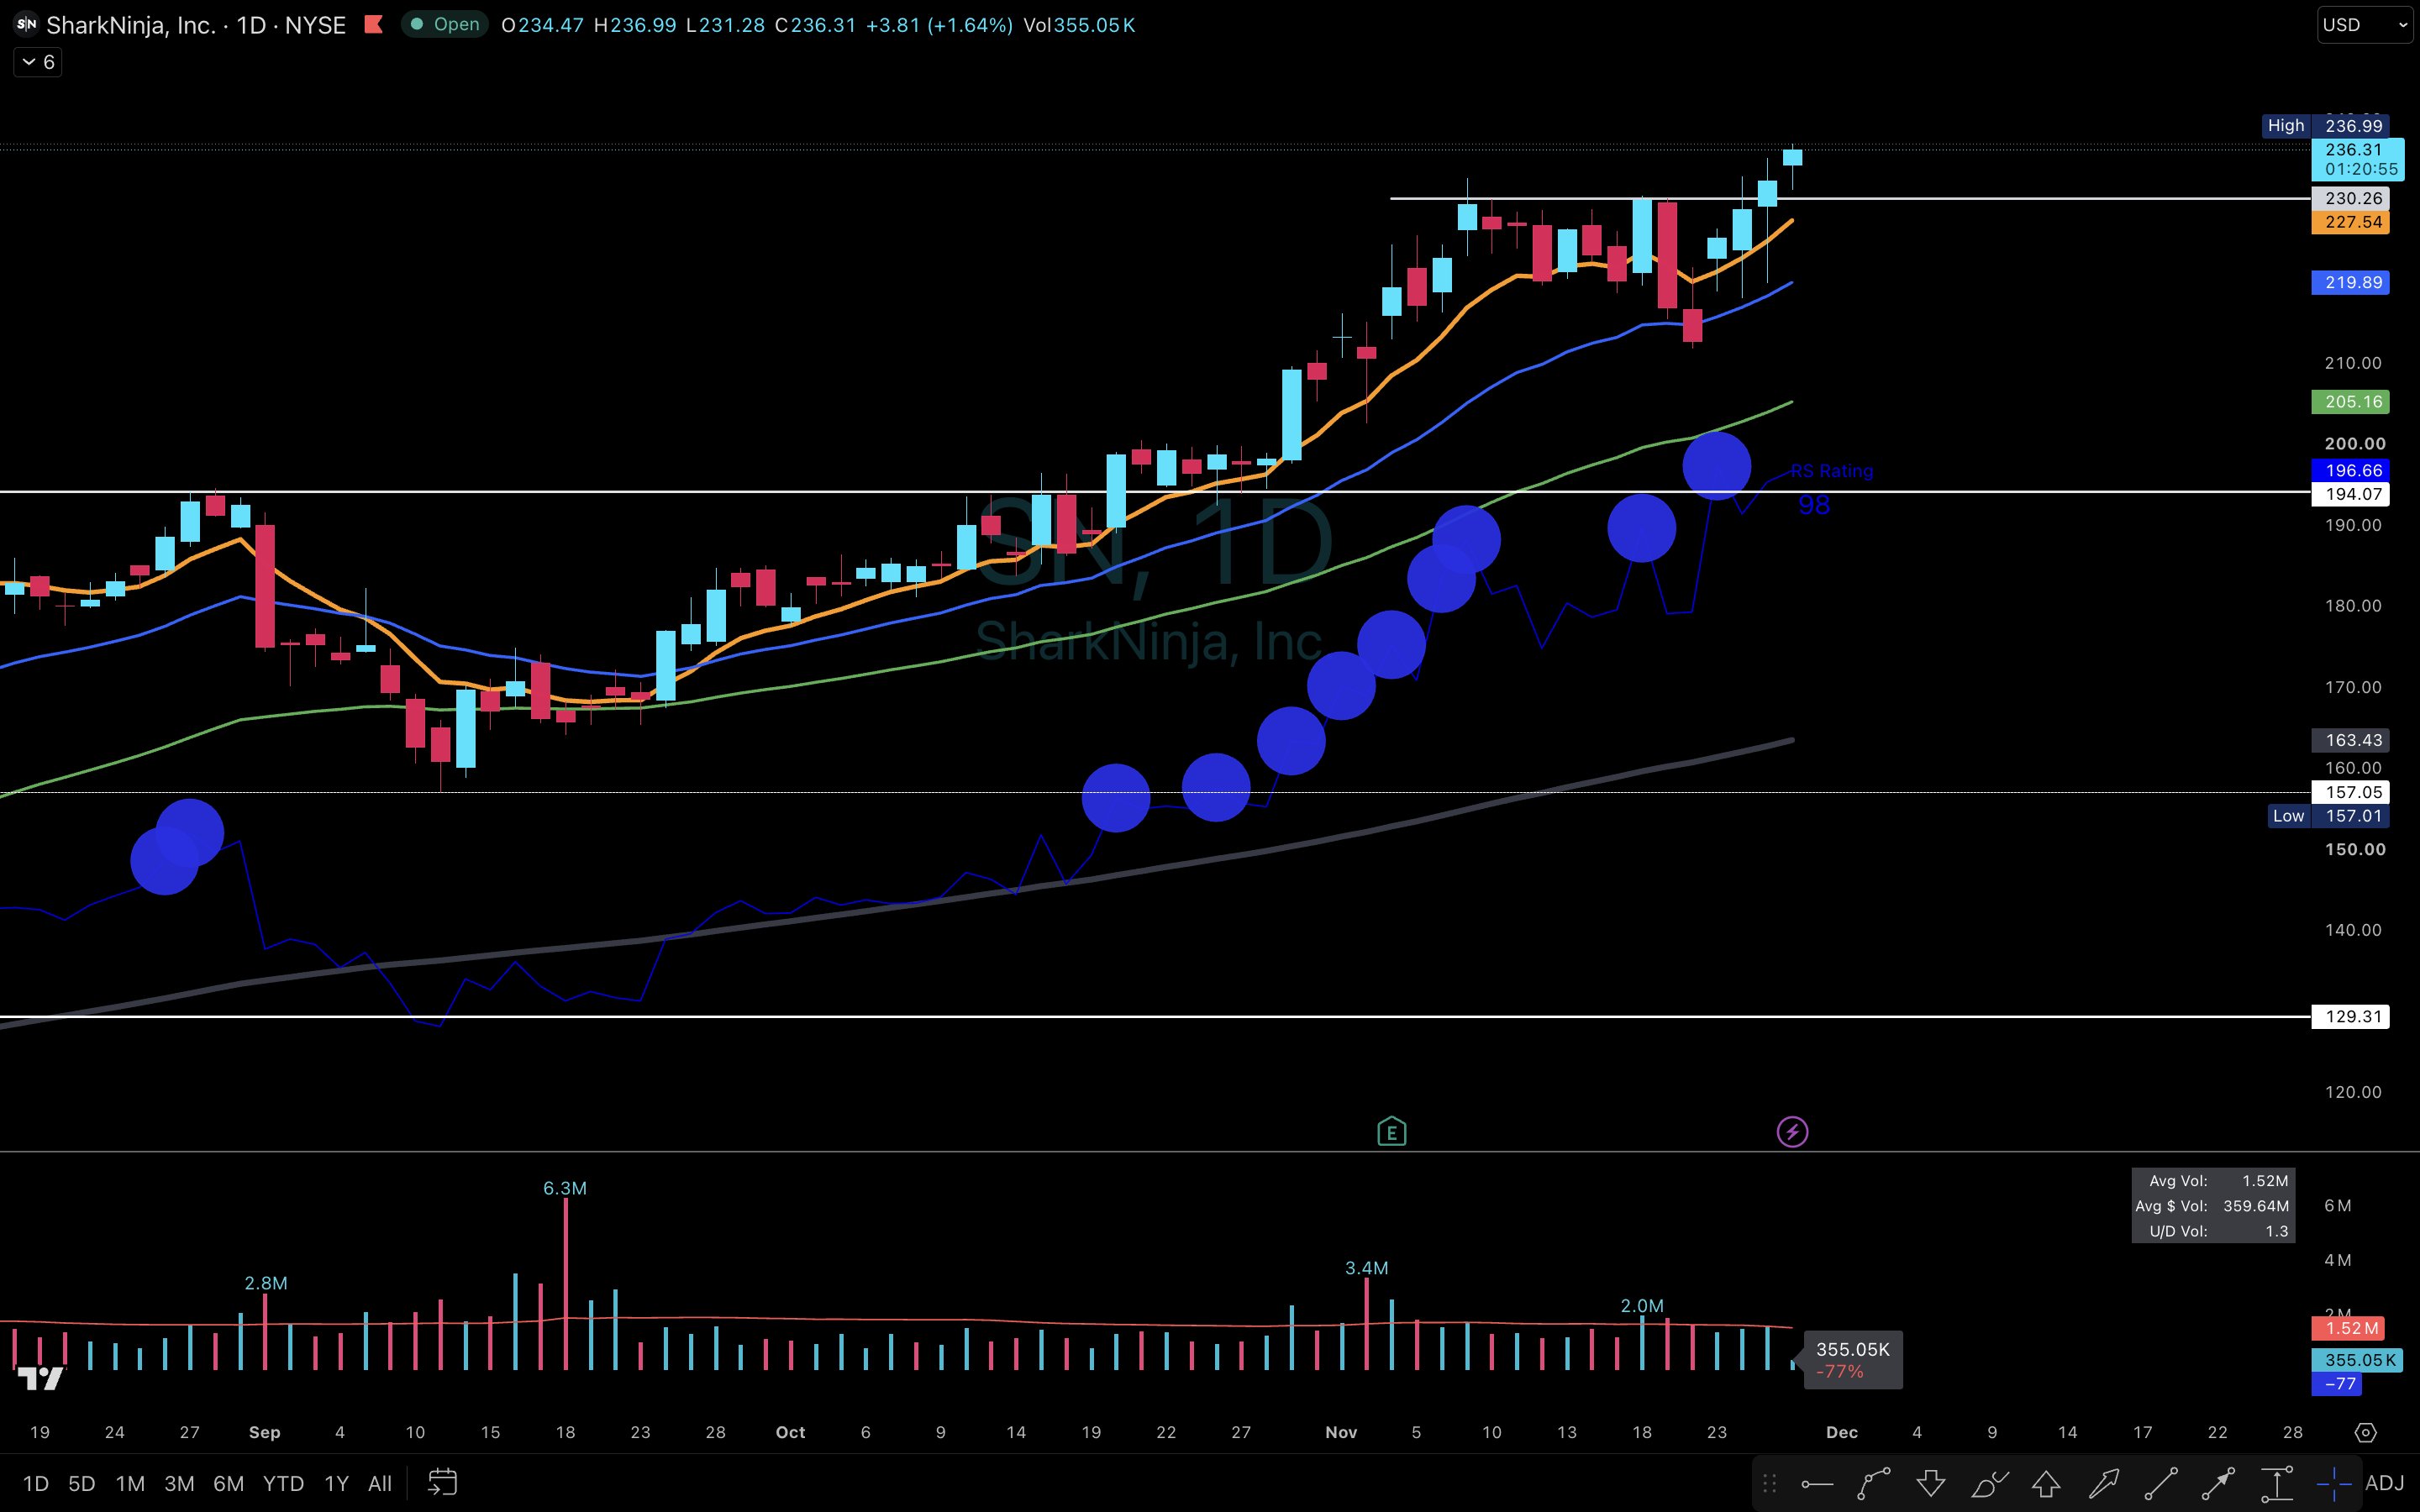 SharkNinja, Inc. · 1D · NYSE Open O234.47 H236.99 L231.28 C236.31 +3.81 (+1.64%) Vol355.05K
USD
6
High 236.99
236.31
01:20:55
230.26
227.54
219.89
210.00
205.16
200.00
RS Rating
196.66
98
194.07
SN, 1D
190.00
180.00
SharkNinja, Inc
170.00
163.43
160.00
157.05
Low 157.01
150.00
140.00
129.31
120.00
E
Avg Vol: 1.52M
Avg $ Vol: 359.64M
U/D Vol: 1.3
6.3M
2.8M
3.4M
2.0M
6 M
4 M
2 M
1.52 M
355.05K
-77%
355.05 K
−77
19 24 27 Sep 4 10 15 18 23 28 Oct 6 9 14 19 22 27 Nov 5 10 13 18 23 Dec 4 9 14 17 22 28
1D 5D 1M 3M 6M YTD 1Y All
ADJ